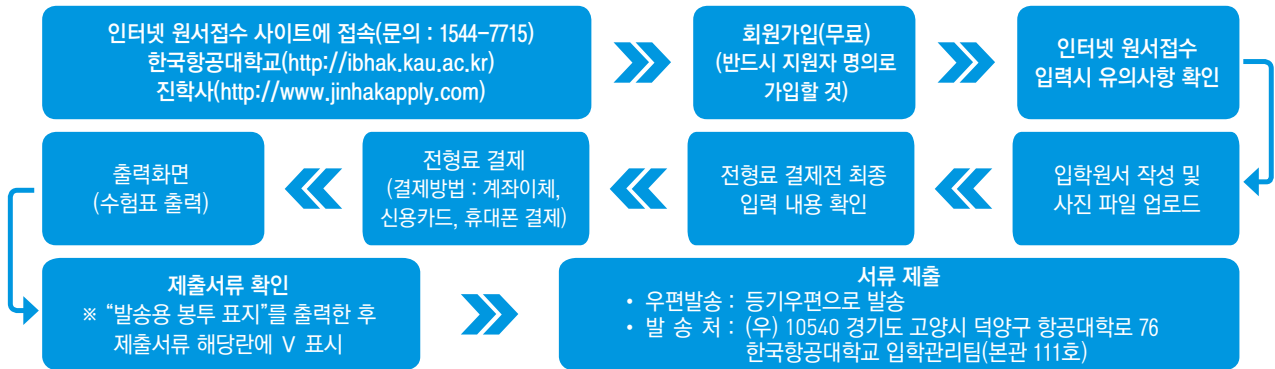 인터넷 원서접수 사이트에 접속(문의 : 1544-7715)
한국항공대학교(http://ibhak.kau.ac.kr)
진학사(http://www.jinhakapply.com)
회원가입(무료)
(반드시 지원자 명의로
가입할 것)
인터넷 원서접수
입력시 유의사항 확인
입학원서 작성 및
사진 파일 업로드
전형료 결제전 최종
입력 내용 확인
전형료 결제
(결제방법 : 계좌이체,
신용카드, 휴대폰 결제)
출력화면
(수험표 출력)
제출서류 확인
※ “발송용 봉투 표지”를 출력한 후
제출서류 해당란에 V 표시
서류 제출
• 우편발송 : 등기우편으로 발송
• 발 송 처 : (우) 10540 경기도 고양시 덕양구 항공대학로 76
한국항공대학교 입학관리팀(본관 111호)